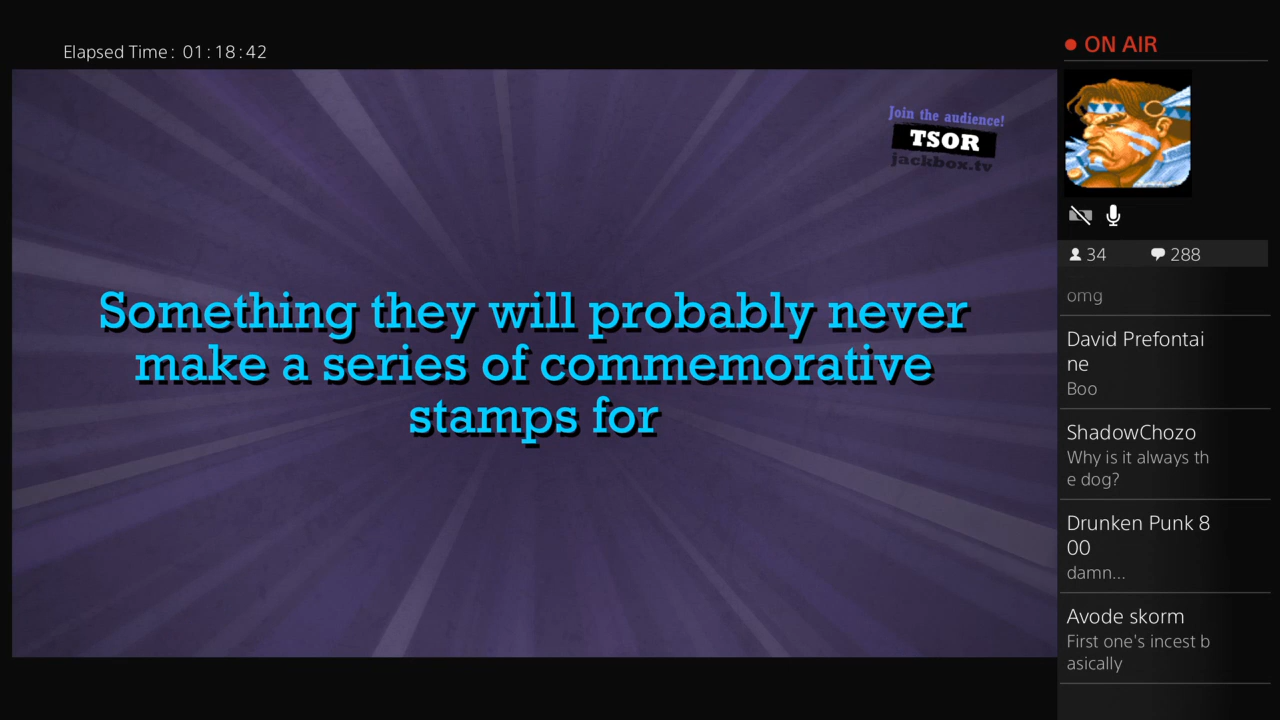 Elapsed Time: 01:18:42
ON AIR
Join the audience!
TSOR
jackbox.tv
34 288
Something they will probably never
make a series of commemorative
stamps for
omg
David Prefontai
ne
Boo
ShadowChozo
Why is it always th
e dog?
Drunken Punk 8
00
damn...
Avode skorm
First one's incest b
asically